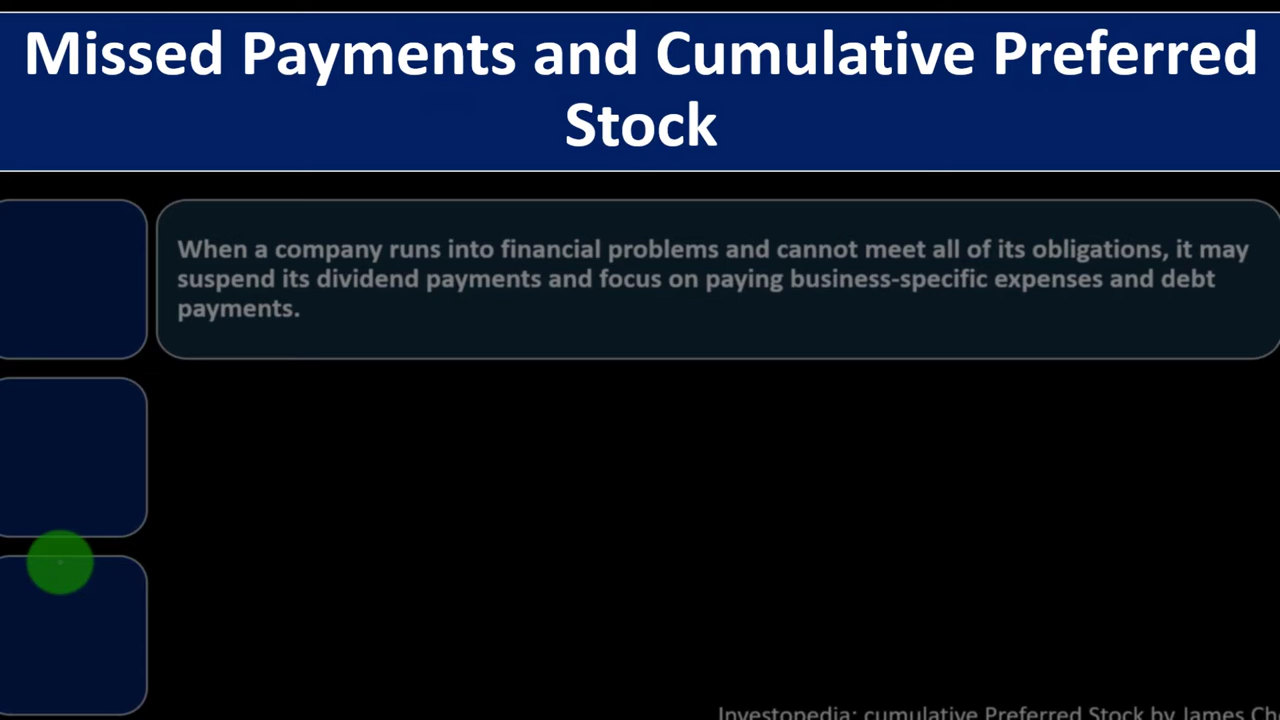 Missed Payments and Cumulative Preferred
Stock
When a company runs into financial problems and cannot meet all of its obligations, it may
suspend its dividend payments and focus on paying business-specific expenses and debt
payments.
Investopedia: cumulative Preferred Stock by James Ch